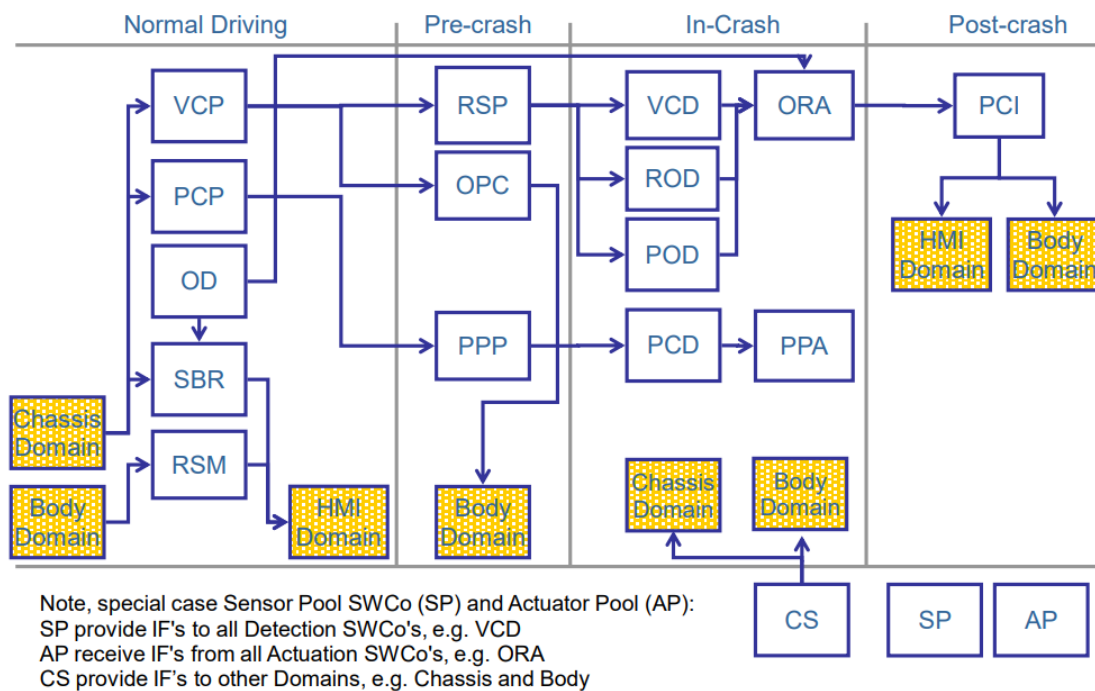 Normal Driving
Pre-crash
In-Crash
Post-crash
VCP
RSP
VCD
ORA
PCI
PCP
OPC
ROD
HMI
Domain
Body
Domain
OD
POD
SBR
PPP
PCD
PPA
Chassis
Domain
RSM
Body
Domain
HMI
Domain
Body
Domain
Chassis
Domain
Body
Domain
Note, special case Sensor Pool SWCo (SP) and Actuator Pool (AP):
SP provide IF's to all Detection SWCo's, e.g. VCD
AP receive IF's from all Actuation SWCo's, e.g. ORA
CS provide IF's to other Domains, e.g. Chassis and Body
CS
SP
AP